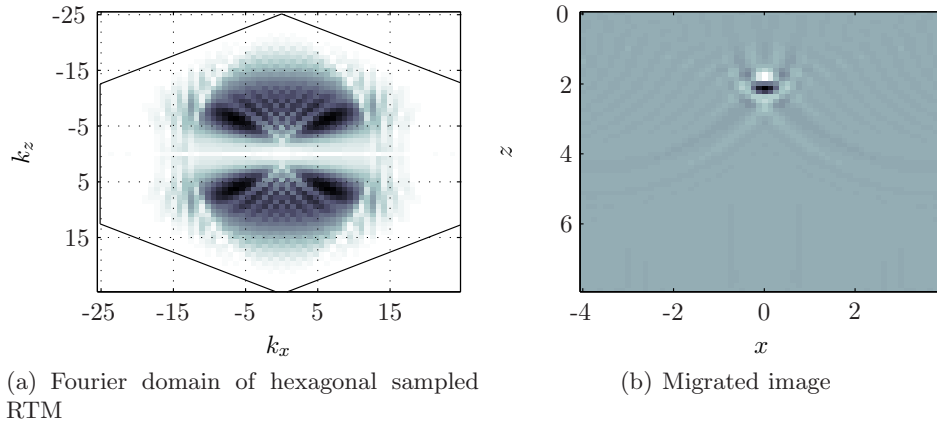 -25
-15
-5
5
15
k_z
-25
-15
-5
5
15
k_x
(a) Fourier domain of hexagonal sampled
RTM
0
2
4
6
z
-4
-2
0
2
x
(b) Migrated image